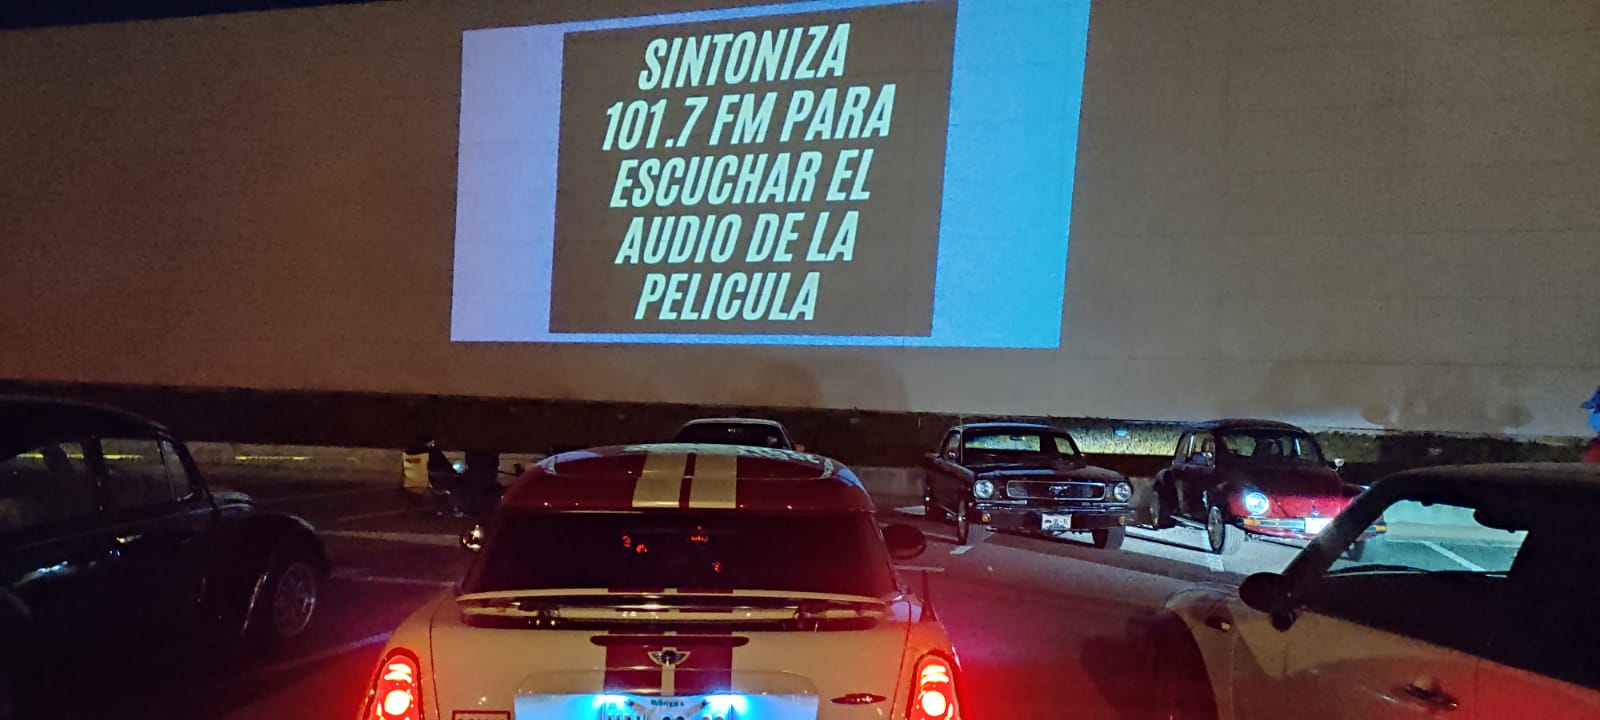 SINTONIZA
101.7 FM PARA
ESCUCHAR EL
AUDIO DE LA
PELICULA